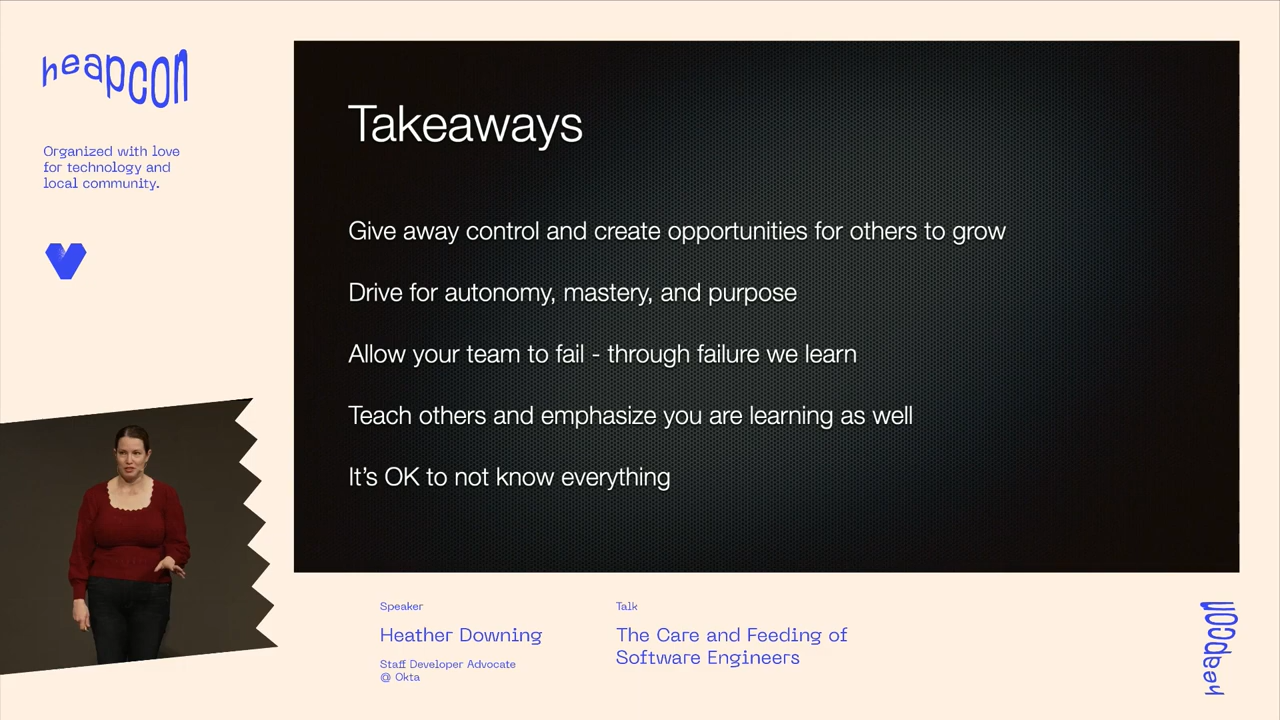 heapcon
Organized with love
for technology and
local community.
Takeaways
Give away control and create opportunities for others to grow
Drive for autonomy, mastery, and purpose
Allow your team to fail - through failure we learn
Teach others and emphasize you are learning as well
It's OK to not know everything
Speaker
Heather Downing
Staff Developer Advocate
@ Okta
Talk
The Care and Feeding of
Software Engineers
heapcon